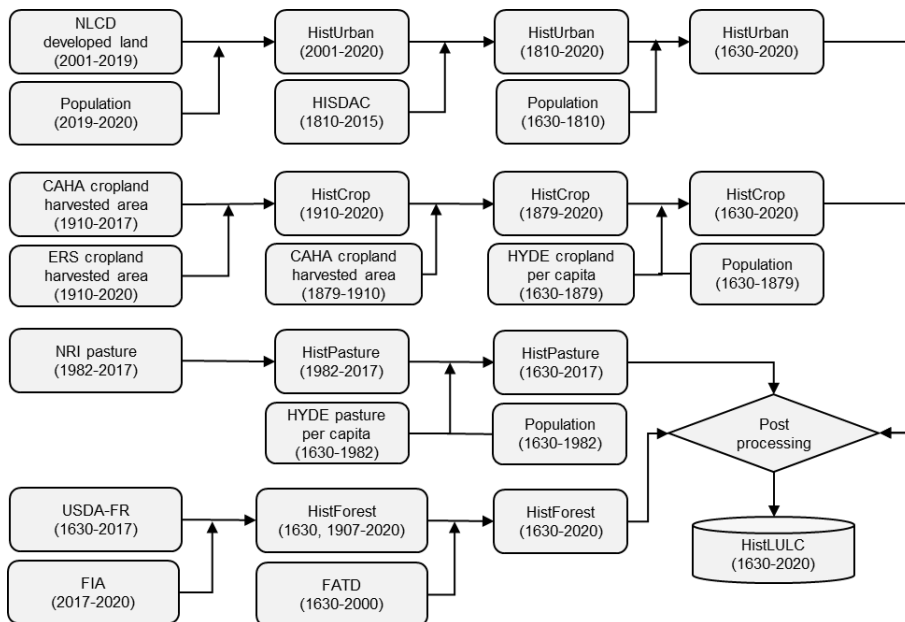 NLCD
developed land
(2001-2019)
HistUrban
(2001-2020)
HistUrban
(1810-2020)
HistUrban
(1630-2020)
Population
(2019-2020)
HISDAC
(1810-2015)
Population
(1630-1810)
CAHA cropland
harvested area
(1910-2017)
HistCrop
(1910-2020)
HistCrop
(1879-2020)
HistCrop
(1630-2020)
ERS cropland
harvested area
(1910-2020)
CAHA cropland
harvested area
(1879-1910)
HYDE cropland
per capita
(1630-1879)
Population
(1630-1879)
NRI pasture
(1982-2017)
HistPasture
(1982-2017)
HistPasture
(1630-2017)
HYDE pasture
per capita
(1630-1982)
Population
(1630-1982)
Post
processing
USDA-FR
(1630-2017)
HistForest
(1630, 1907-2020)
HistForest
(1630-2020)
HistLULC
(1630-2020)
FIA
(2017-2020)
FATD
(1630-2000)